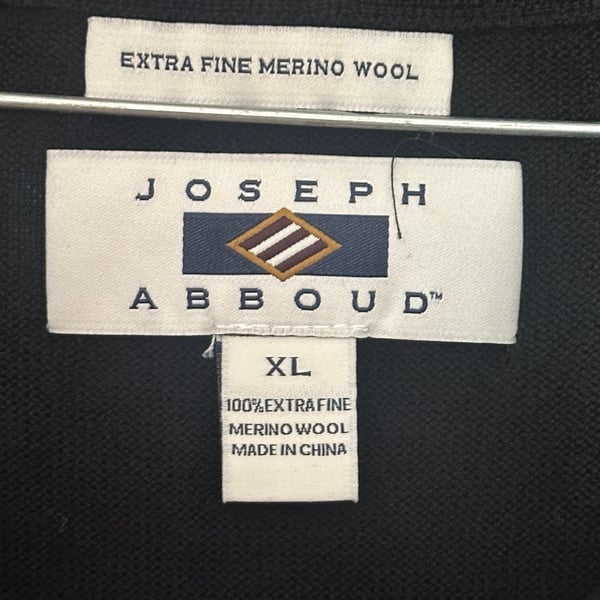 EXTRA FINE MERINO WOOL
JOSEPH
ABBOUD™
XL
100% EXTRA FINE
MERINO WOOL
MADE IN CHINA